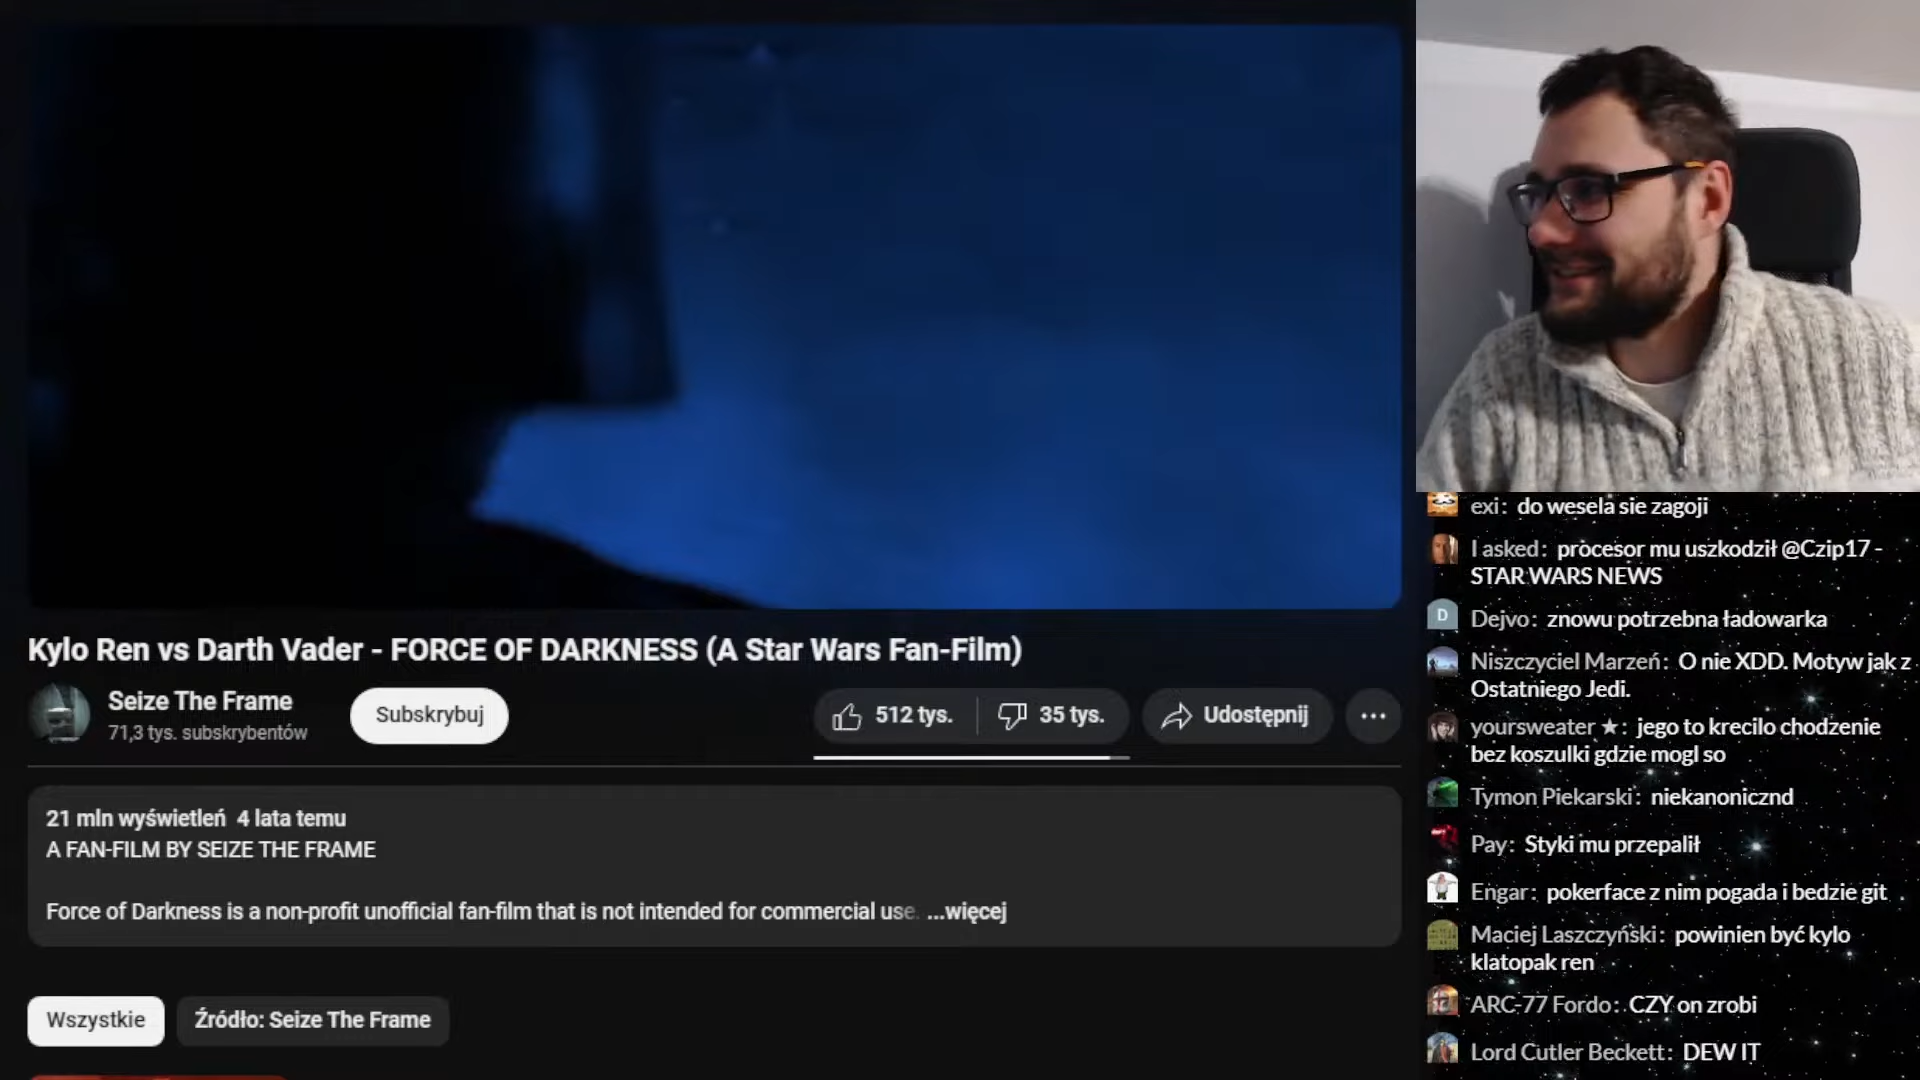 Kylo Ren vs Darth Vader - FORCE OF DARKNESS (A Star Wars Fan-Film)
Seize The Frame
71,3 tys. subskrybentów
Subskrybuj
512 tys.
35 tys.
Udostępnij
21 mln wyświetleń 4 lata temu
A FAN-FILM BY SEIZE THE FRAME
Force of Darkness is a non-profit unofficial fan-film that is not intended for commercial use. ...więcej
Wszystkie
Źródło: Seize The Frame
exi: do wesela sie zagoji
I asked: procesor mu uszkodził @Czip17 -
STAR WARS NEWS
D
Dejvo: znowu potrzebna ładowarka
Niszczyciel Marzeń: O nie XDD. Motyw jak z
Ostatniego Jedi.
yoursweater ★: jego to krecilo chodzenie
bez koszulki gdzie mogl so
Tymon Piekarski: niekanonicznd
Pay: Styki mu przepalił
Engar: pokerface z nim pogada i bedzie git
Maciej Laszczyński: powinien być kylo
klatopak ren
ARC-77 Fordo: CZY on zrobi
Lord Cutler Beckett: DEW IT